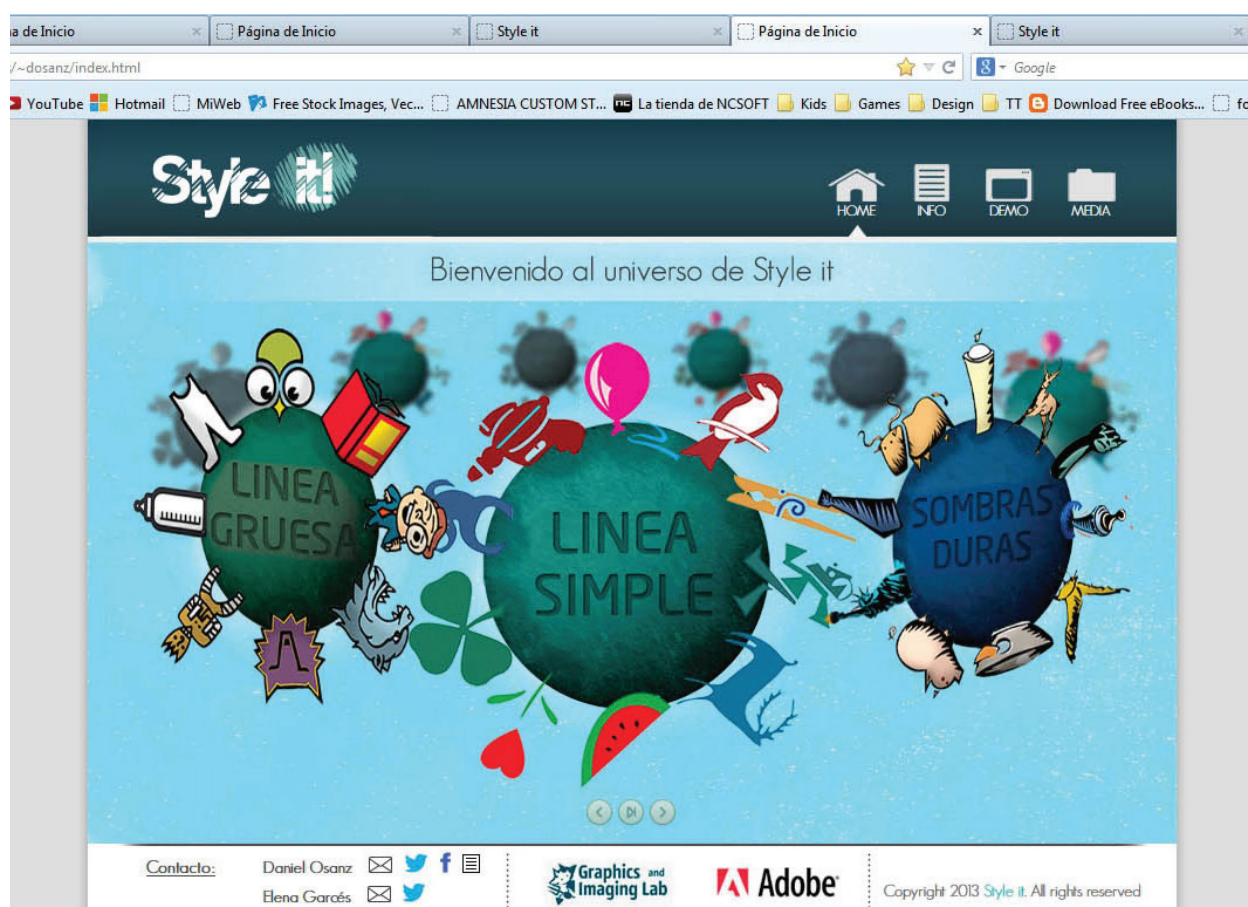 a de Inicio
Página de Inicio
Style it
Página de Inicio
Style it
/~dosanz/index.html
Google
YouTube Hotmail MiWeb Free Stock Images, Vec... AMNESIA CUSTOM ST... La tienda de NCSOFT Kids Games Design TT Download Free eBooks... fo
Style it!
HOME INFO DEMO MEDIA
Bienvenido al universo de Style it
LINEA
GRUESA
LINEA
SIMPLE
SOMBRAS
DURAS
A
Contacto: Daniel Osanz
Elena Garcés
Graphics and
Imaging Lab
Adobe
Copyright 2013 Style it. All rights reserved